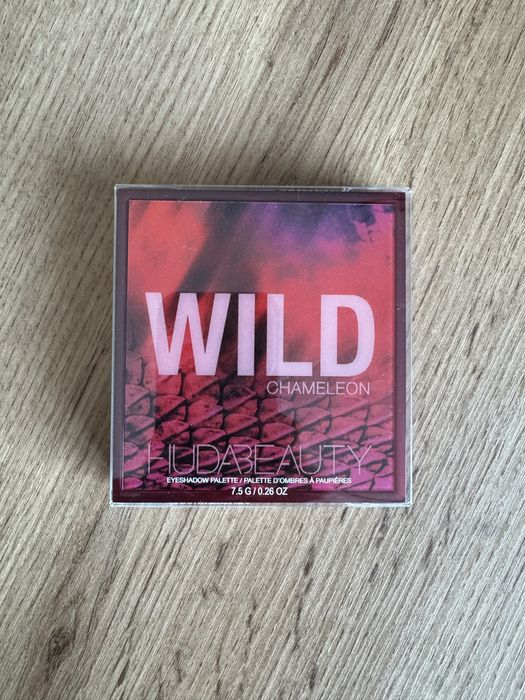 WILD
CHAMELEON
HUDABEAUTY
EYESHADOW PALETTE / PALETTE D'OMBRES À PAUPIÈRES
7.5 G / 0.26 OZ